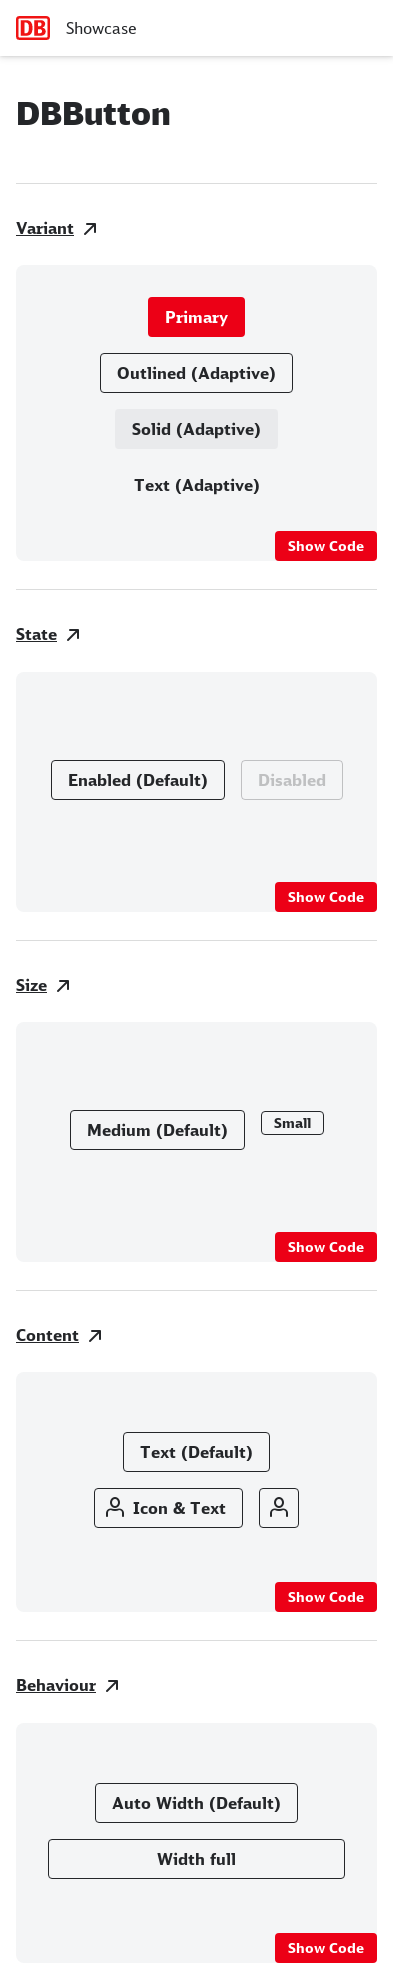 DB Showcase
DBButton
Variant
Primary
Outlined (Adaptive)
Solid (Adaptive)
Text (Adaptive)
Show Code
State
Enabled (Default) Disabled
Show Code
Size
Medium (Default) Small
Show Code
Content
Text (Default)
Icon & Text
Show Code
Behaviour
Auto Width (Default)
Width full
Show Code